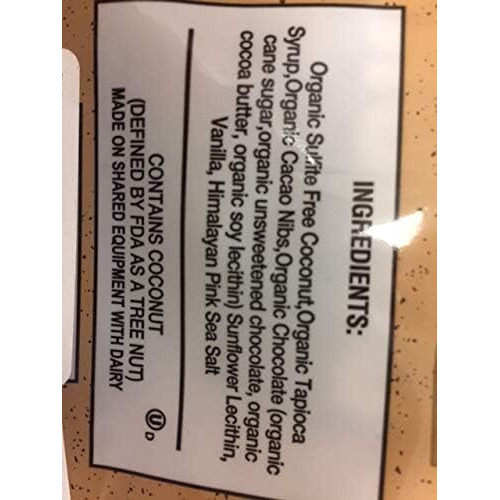 INGREDIENTS:
Organic Sulfite Free Coconut,Organic Tapioca
Syrup,Organic Cacao Nibs,Organic Chocolate (organic
cane sugar,organic unsweetened chocolate, organic
cocoa butter, organic soy lecithin) Sunflower Lecithin,
Vanilla, Himalayan Pink Sea Salt
CONTAINS COCONUT
(DEFINED BY FDA AS A TREE NUT)
MADE ON SHARED EQUIPMENT WITH DAIRY
U D